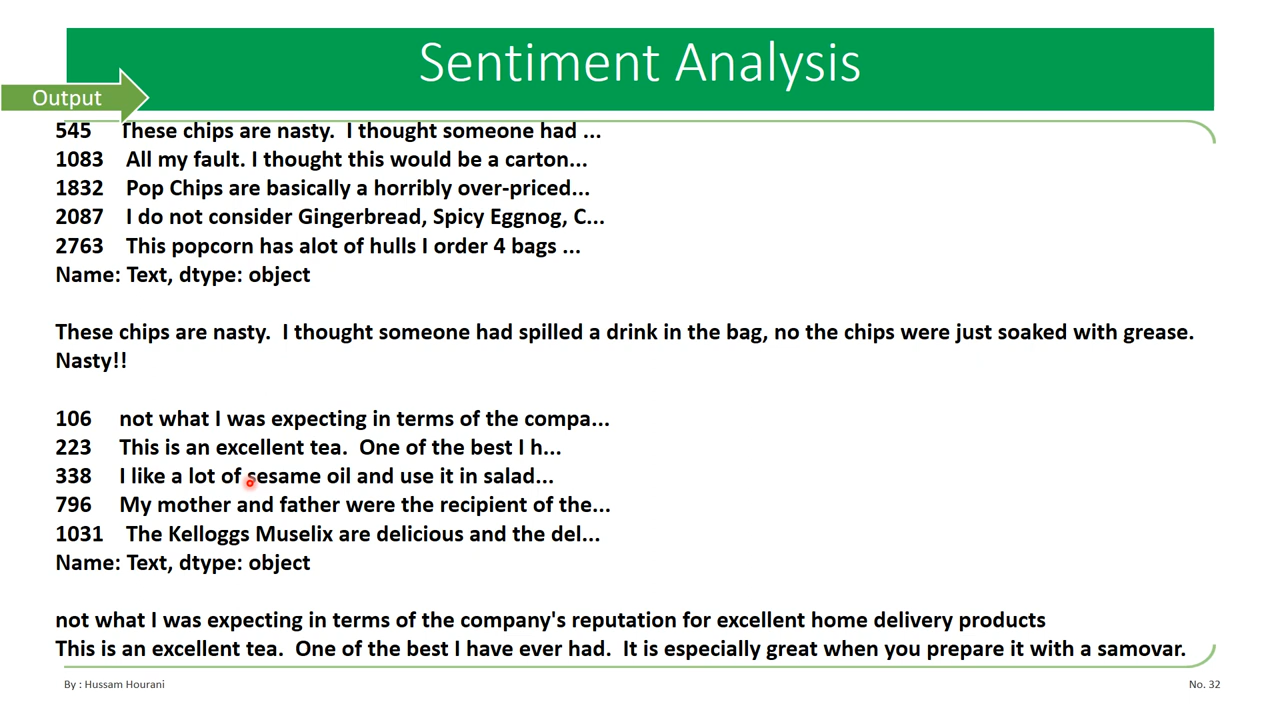 Sentiment Analysis
Output
545 These chips are nasty. I thought someone had ...
1083 All my fault. I thought this would be a carton...
1832 Pop Chips are basically a horribly over-priced...
2087 I do not consider Gingerbread, Spicy Eggnog, C...
2763 This popcorn has alot of hulls I order 4 bags ...
Name: Text, dtype: object
These chips are nasty. I thought someone had spilled a drink in the bag, no the chips were just soaked with grease.
Nasty!!
106 not what I was expecting in terms of the compa...
223 This is an excellent tea. One of the best I h...
338 I like a lot of sesame oil and use it in salad...
796 My mother and father were the recipient of the...
1031 The Kelloggs Muselix are delicious and the del...
Name: Text, dtype: object
not what I was expecting in terms of the company's reputation for excellent home delivery products
This is an excellent tea. One of the best I have ever had. It is especially great when you prepare it with a samovar.
By : Hussam Hourani
No. 32